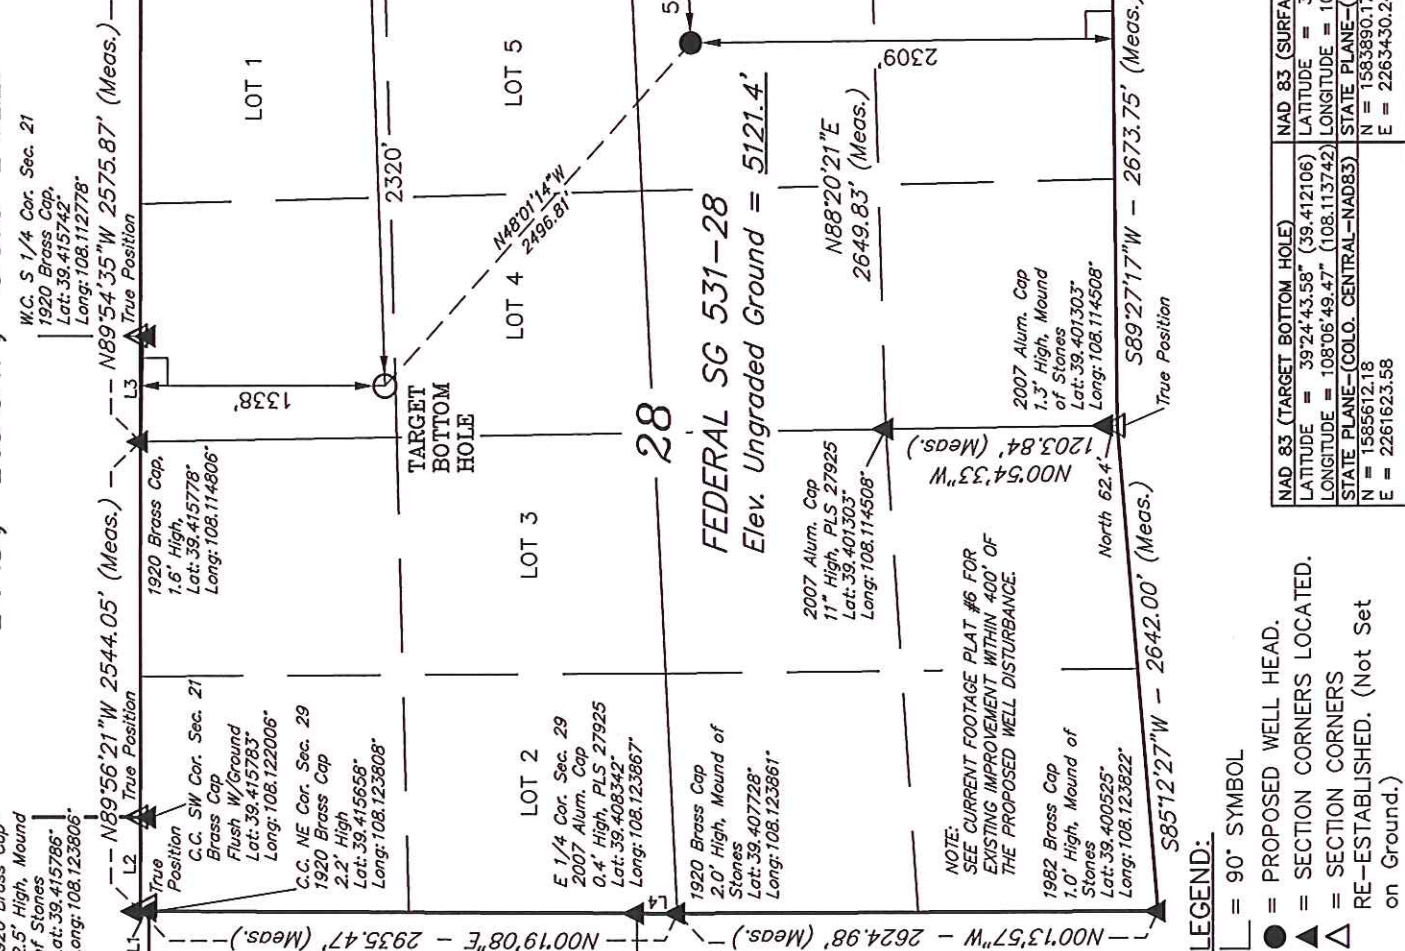 N89°54'35"W 2575.87' (Meas.)
W.C. S 1/4 Cor. Sec. 21
1920 Brass Cap,
Lat:39.415742°
Long:108.112778°
True Position
N89°56'21"W 2544.05' (Meas.)
True Position
2.5' High, Mound
of Stones
Lat:39.415786°
Long:108.123806°
L1
L2
L3
True
Position
C.C. SW Cor. Sec. 21
Brass Cap
Flush W/Ground
Lat:39.415783°
Long:108.122006°
C.C. NE Cor. Sec. 29
1920 Brass Cap
2.2' High
Lat:39.415658°
Long:108.123808°
1920 Brass Cap,
1.6' High,
Lat:39.415778°
Long:108.114806°
1338'
2320'
TARGET
BOTTOM
HOLE
LOT 1
LOT 5
LOT 4
LOT 3
LOT 2
N48°01'14"W
2496.81'
28
FEDERAL SG 531-28
Elev. Ungraded Ground = 5121.4'
2309'
N88°20'21"E
2649.83' (Meas.)
E 1/4 Cor. Sec. 29
2007 Alum. Cap
0.4' High, PLS 27925
Lat:39.408342°
Long:108.123867°
L4
1920 Brass Cap
2.0' High, Mound of
Stones
Lat:39.407728°
Long:108.123861°
2007 Alum. Cap
11" High, PLS 27925
Lat:39.401303°
Long:108.114508°
2007 Alum. Cap
1.3' High, Mound
of Stones
Lat:39.401303°
Long:108.114508°
True Position
N00°54'33"W
1203.84' (Meas.)
North 62.4'
NOTE:
SEE CURRENT FOOTAGE PLAT #6 FOR
EXISTING IMPROVEMENT WITHIN 400' OF
THE PROPOSED WELL DISTURBANCE.
1982 Brass Cap
1.0' High, Mound of
Stones
Lat:39.400525°
Long:108.123822°
N00°19'08"E - 2935.47' (Meas.)
N00°13'57"W - 2624.98' (Meas.)
S85°12'27"W - 2642.00' (Meas.)
S89°27'17"W - 2673.75' (Meas.)
LEGEND:
= 90° SYMBOL
= PROPOSED WELL HEAD.
= SECTION CORNERS LOCATED.
= SECTION CORNERS
RE-ESTABLISHED. (Not Set
on Ground.)
NAD 83 (TARGET BOTTOM HOLE)
LATITUDE = 39°24'43.58" (39.412106)
LONGITUDE = 108°06'49.47" (108.113742)
STATE PLANE-(COLO. CENTRAL-NAD83)
N = 1585612.18
E = 2261623.58
NAD 83 (SURFA
LATITUDE = 3
LONGITUDE = 10
STATE PLANE-(
N = 1583890.17
E = 2263430.24